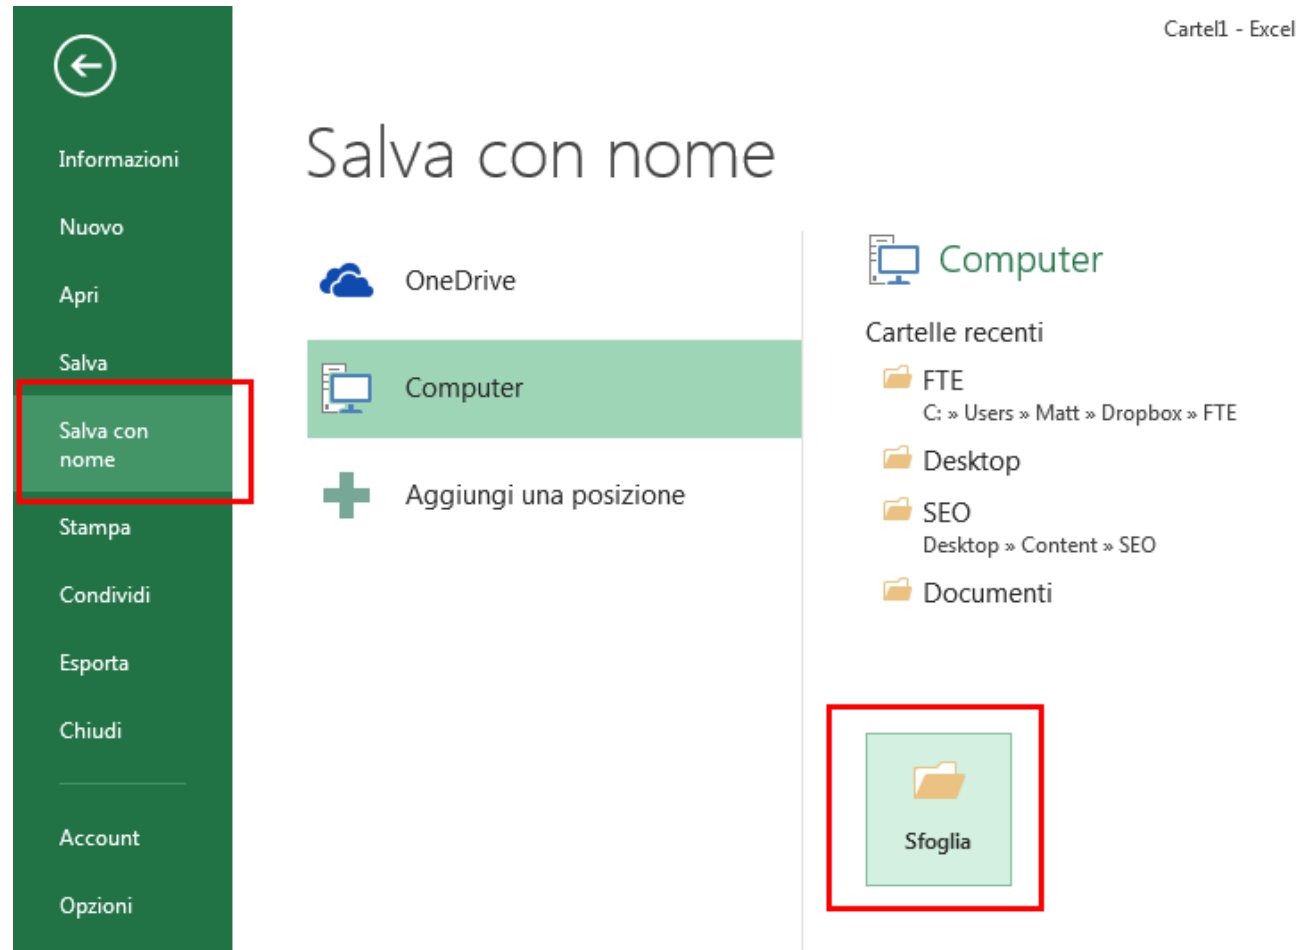 Cartel1 - Excel
Informazioni
Nuovo
Apri
Salva
Salva con
nome
Stampa
Condividi
Esporta
Chiudi
Account
Opzioni
Salva con nome
OneDrive
Computer
Aggiungi una posizione
Computer
Cartelle recenti
FTE
C: » Users » Matt » Dropbox » FTE
Desktop
SEO
Desktop » Content » SEO
Documenti
Sfoglia